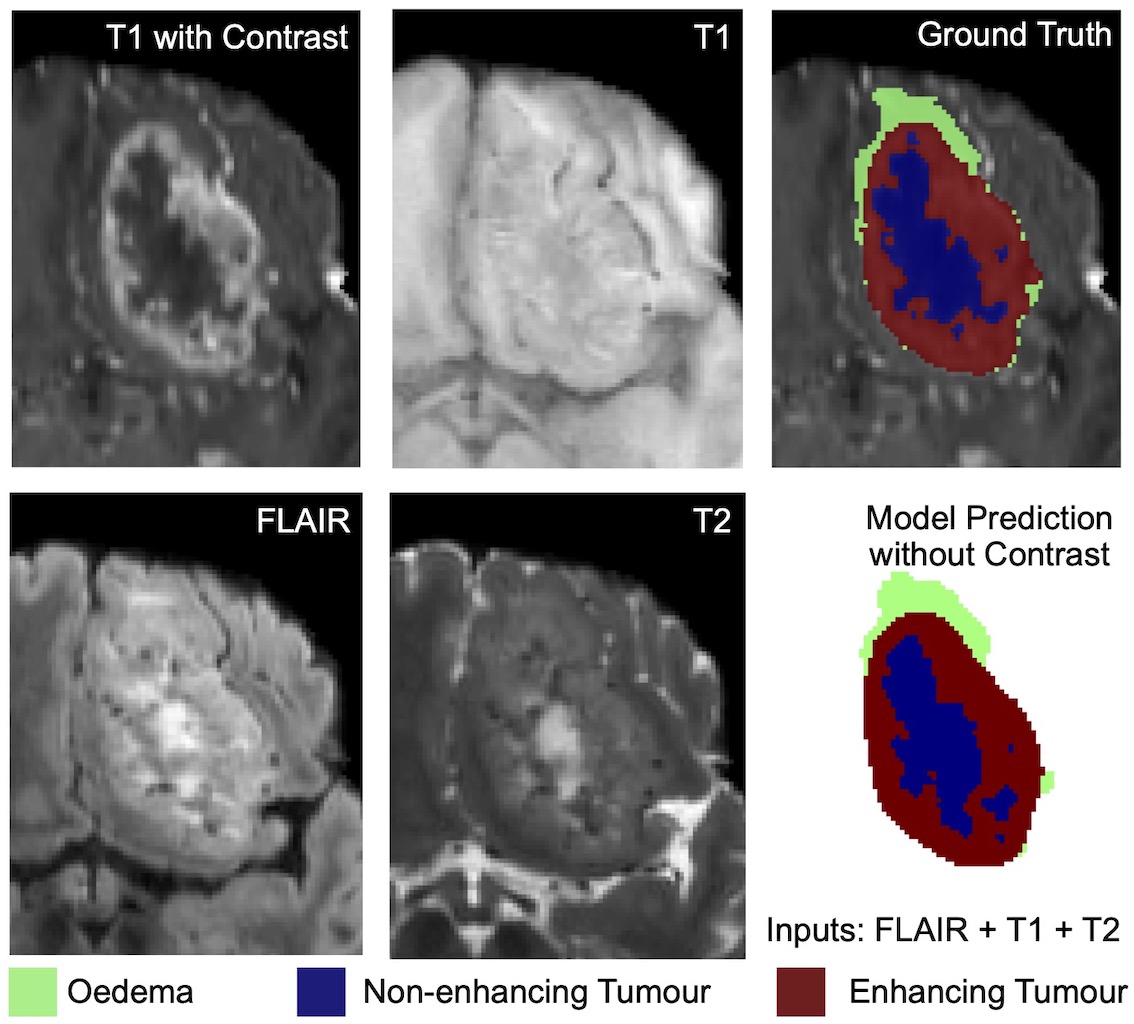 T1 with Contrast
T1
Ground Truth
FLAIR
T2
Model Prediction
without Contrast
Inputs: FLAIR + T1 + T2
Oedema
Non-enhancing Tumour
Enhancing Tumour